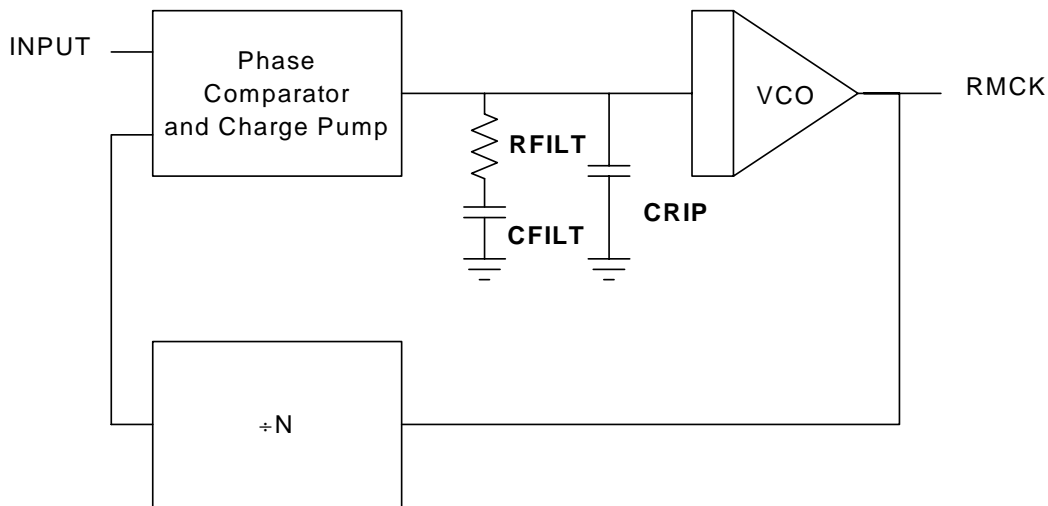 INPUT
Phase
Comparator
and Charge Pump
VCO
RMCK
RFILT
CRIP
CFILT
÷N